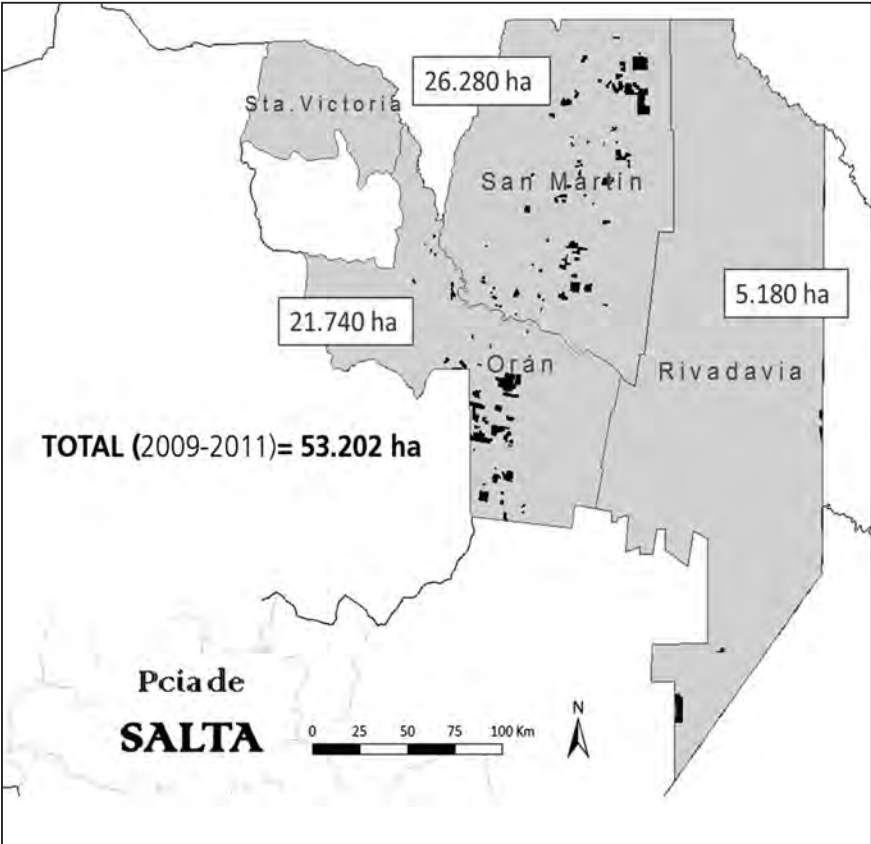 26.280 ha
Sta.Victoria
San Martin
5.180 ha
21.740 ha
Orán
Rivadavia
TOTAL (2009-2011)= 53.202 ha
Pcia de
SALTA
0 25 50 75 100 Km
N